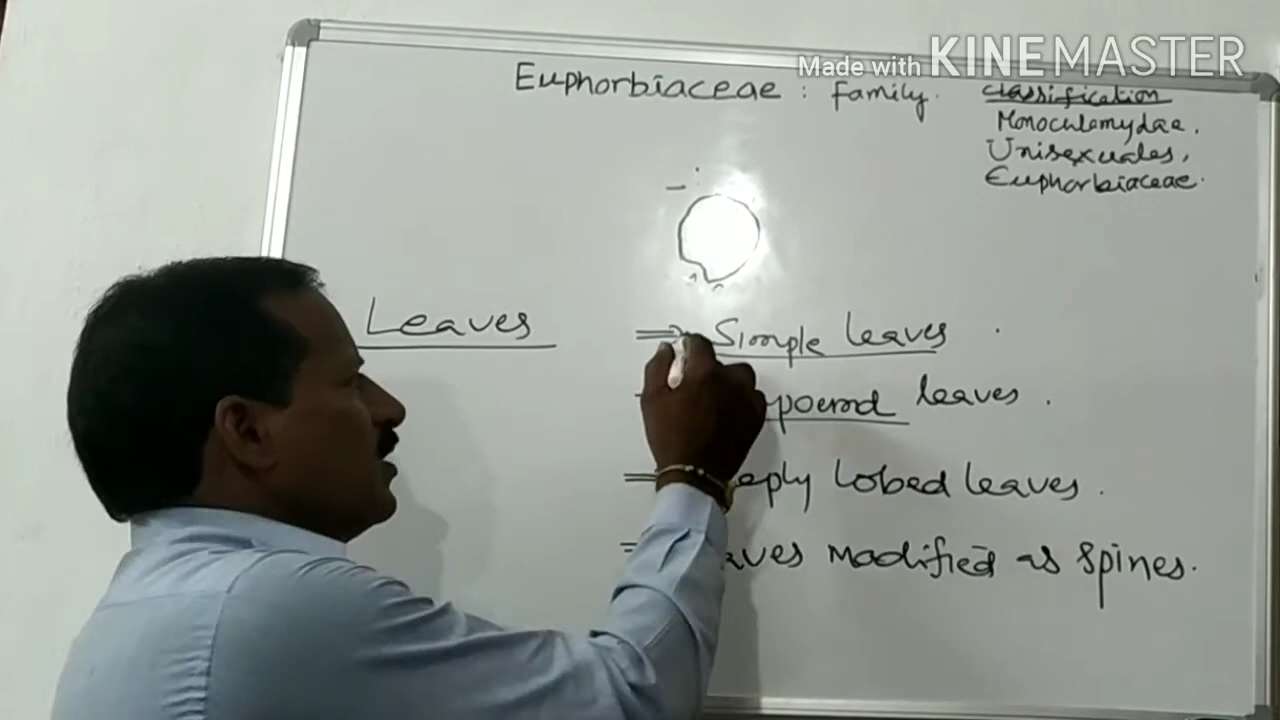 Made with KINEMASTER
Euphorbiaceae : family.
Classification
Monochlamydae,
Unisexuales,
Euphorbiaceae.
Leaves
⇒ Simple leaves .
leaves .
lobed leaves .
modified as spines.